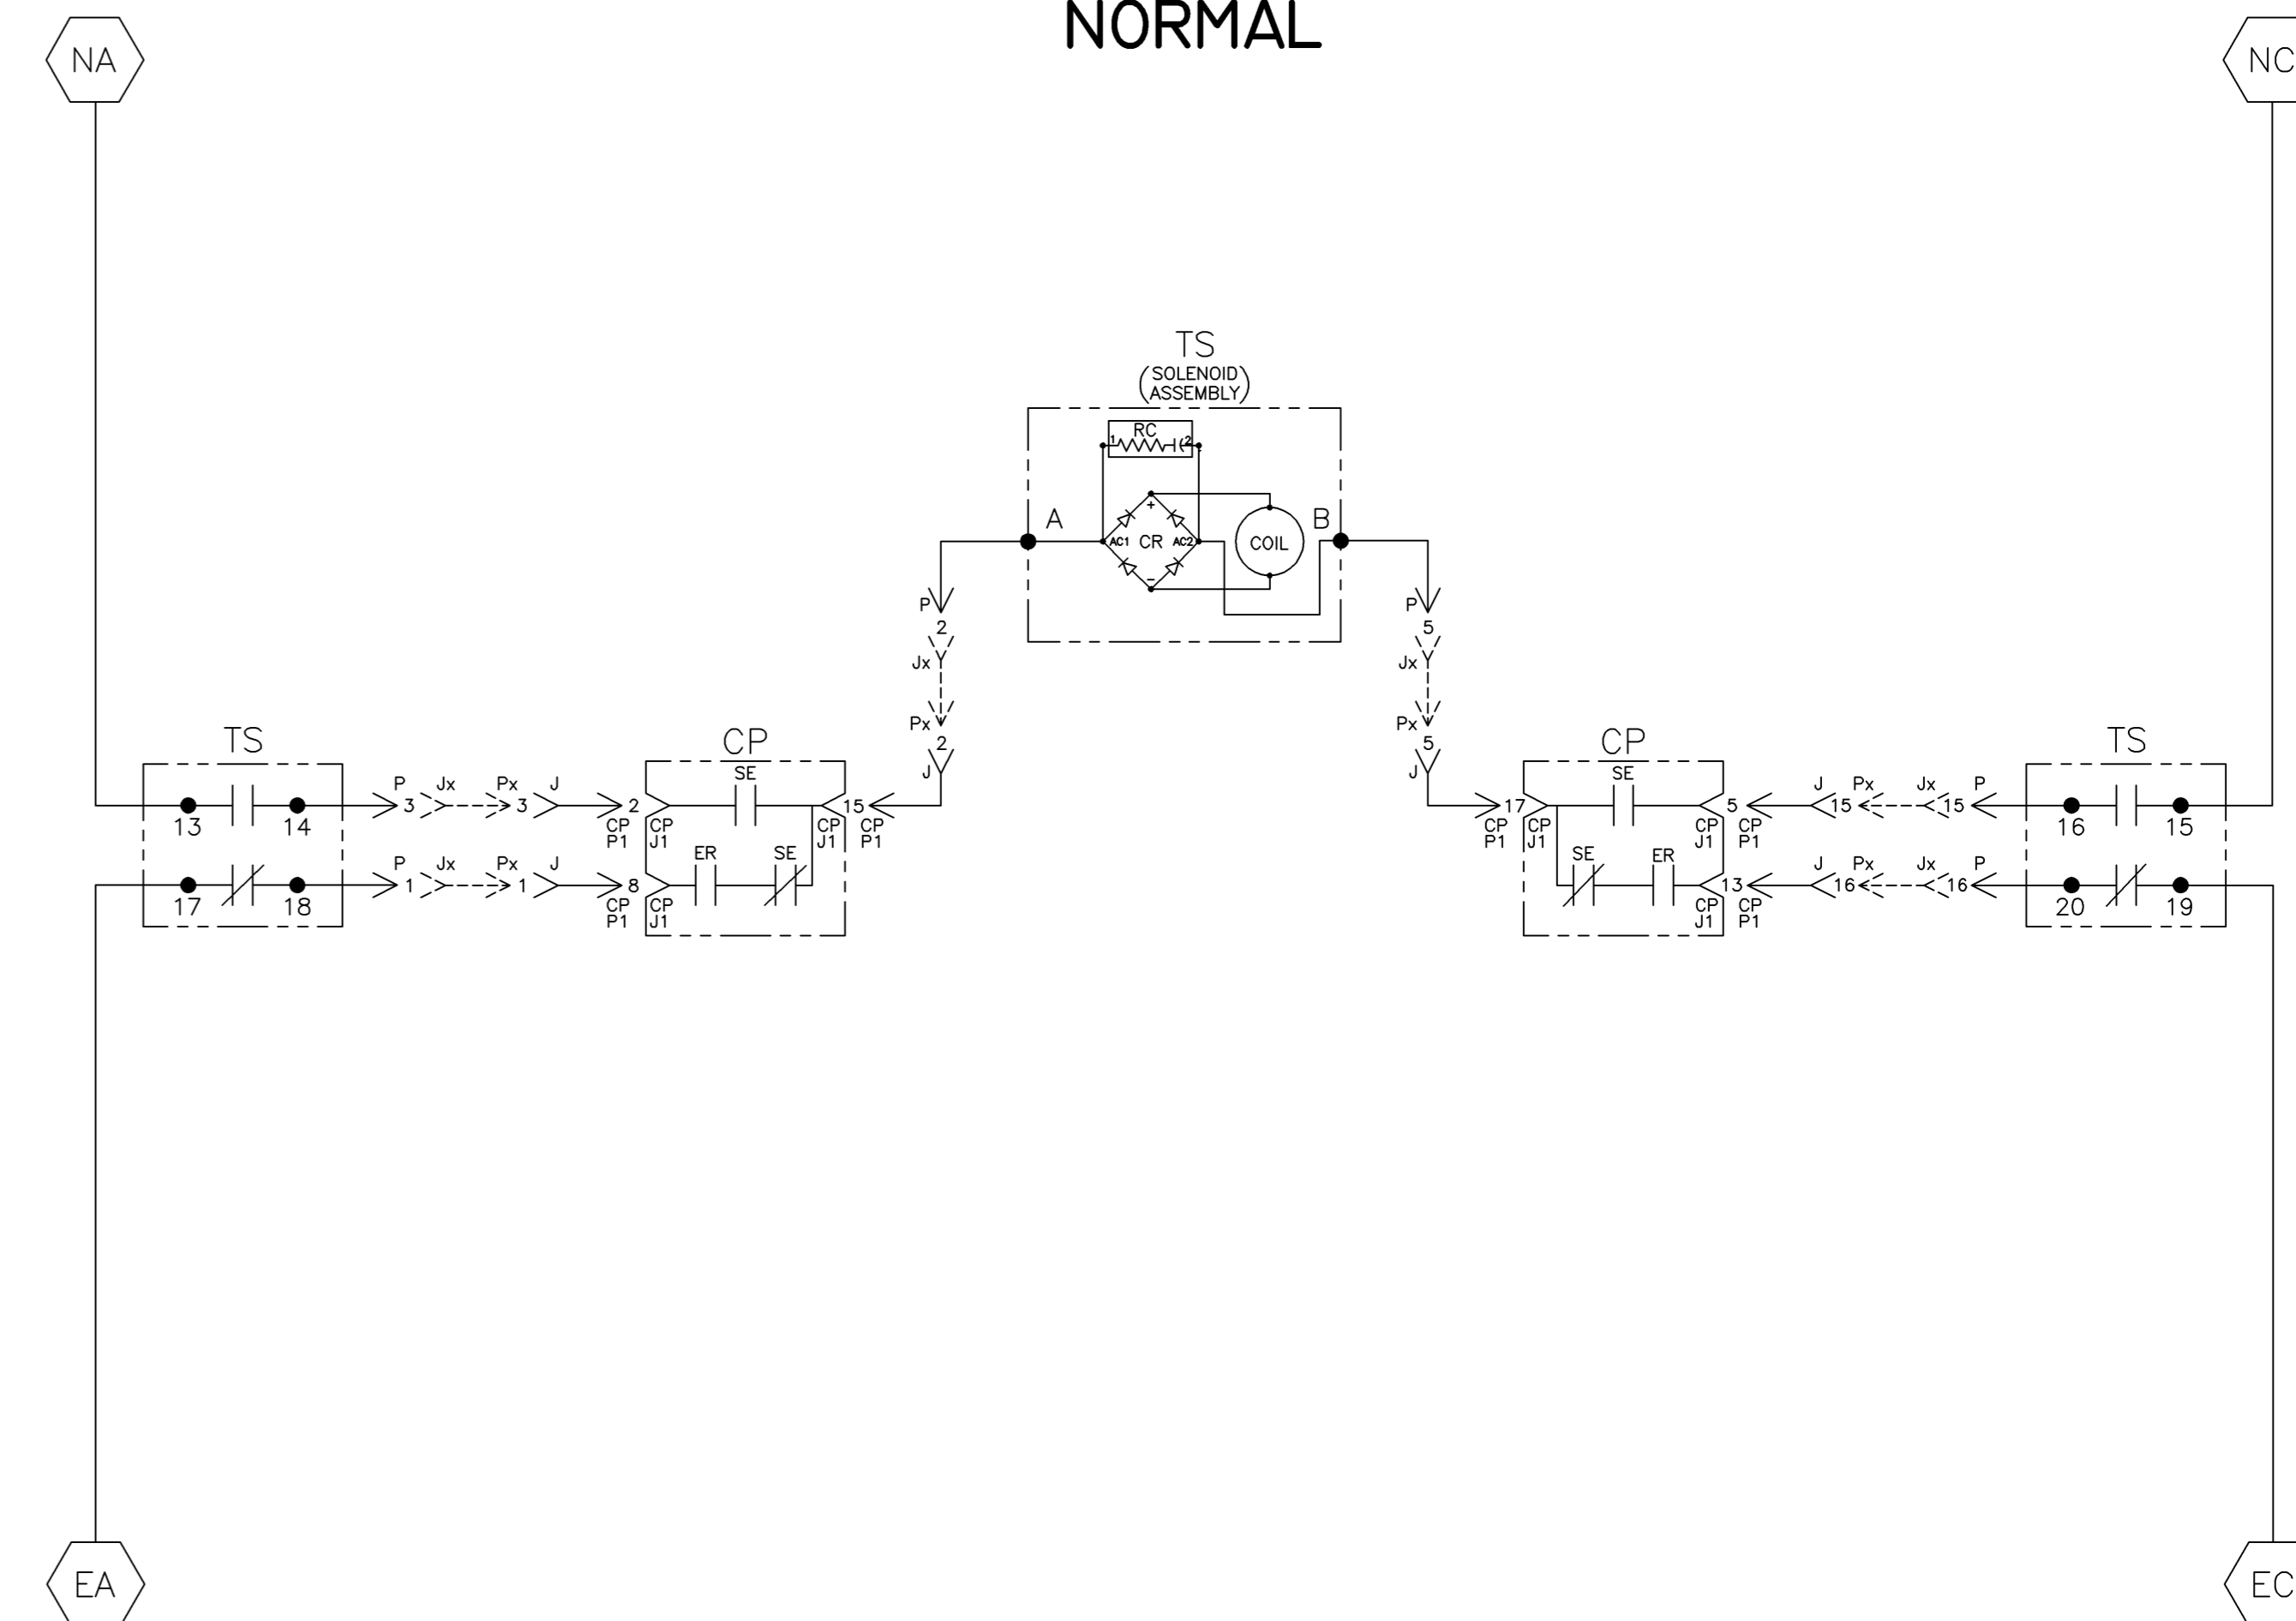 NORMAL
NA
NC
TS
(SOLENOID
ASSEMBLY)
RC
1
2
A
B
+
AC1 CR AC2
COIL
−
P
2
Jx
Px
2
J
P
5
Jx
Px
5
J
TS
13 14
17 18
P Jx Px J
3 3
P Jx Px J
1 1
CP
SE
2 15
CP CP CP CP
P1 J1 J1 P1
ER SE
8
CP CP
P1 J1
CP
SE
17 5
CP CP CP CP
P1 J1 J1 P1
SE ER
13
CP CP
J1 P1
J Px Jx P
15 15
J Px Jx P
16 16
TS
16 15
20 19
EA
EC